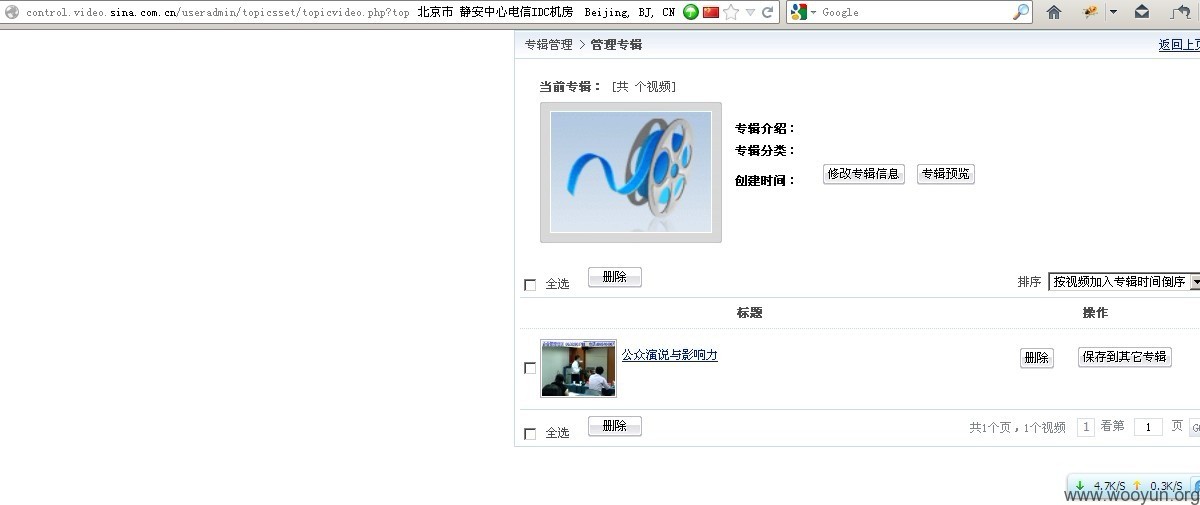 control.video.sina.com.cn/useradmin/topicsset/topicvideo.php?top 北京市 静安中心电信IDC机房 Beijing, BJ, CN Google
专辑管理 > 管理专辑 返回上页
当前专辑： [共 个视频]
专辑介绍：
专辑分类：
创建时间： 修改专辑信息 专辑预览
全选 删除 排序 按视频加入专辑时间倒序
标题 操作
公众演说与影响力 删除 保存到其它专辑
全选 删除 共1个页，1个视频 1 看第 1 页
4.7K/S 0.3K/S
www.wooyun.org